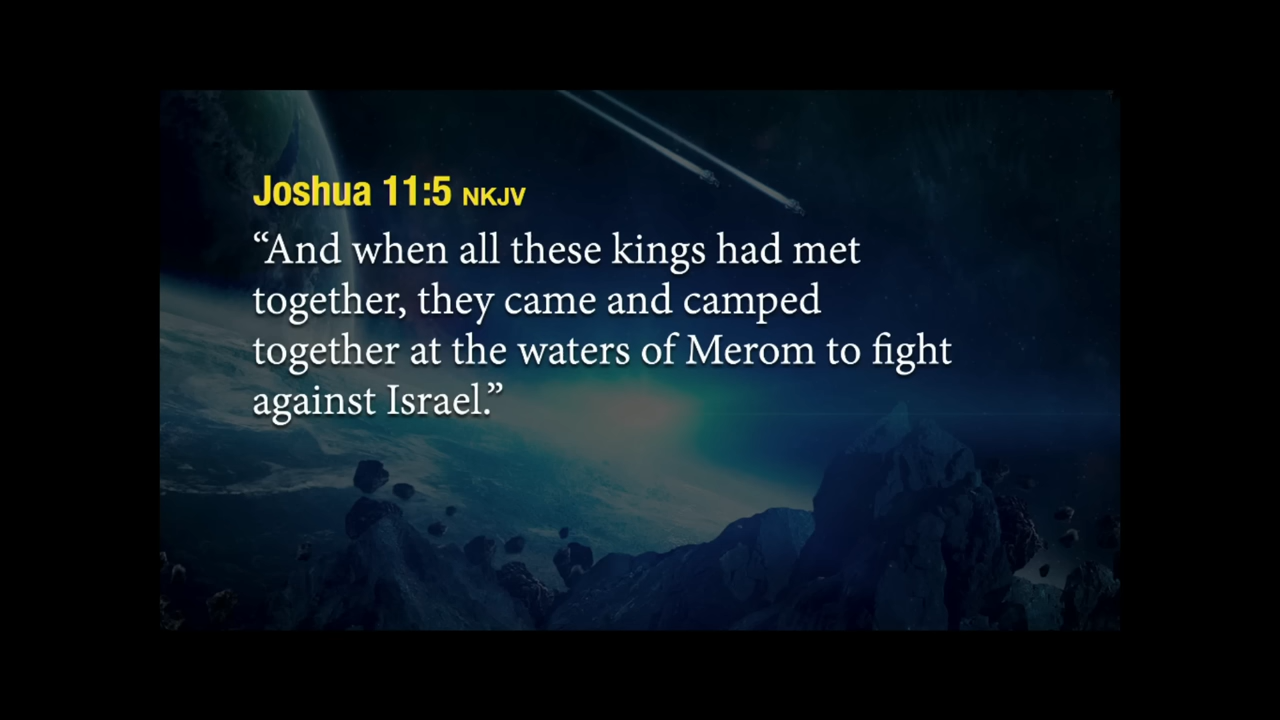 Joshua 11:5 NKJV
“And when all these kings had met
together, they came and camped
together at the waters of Merom to fight
against Israel.”